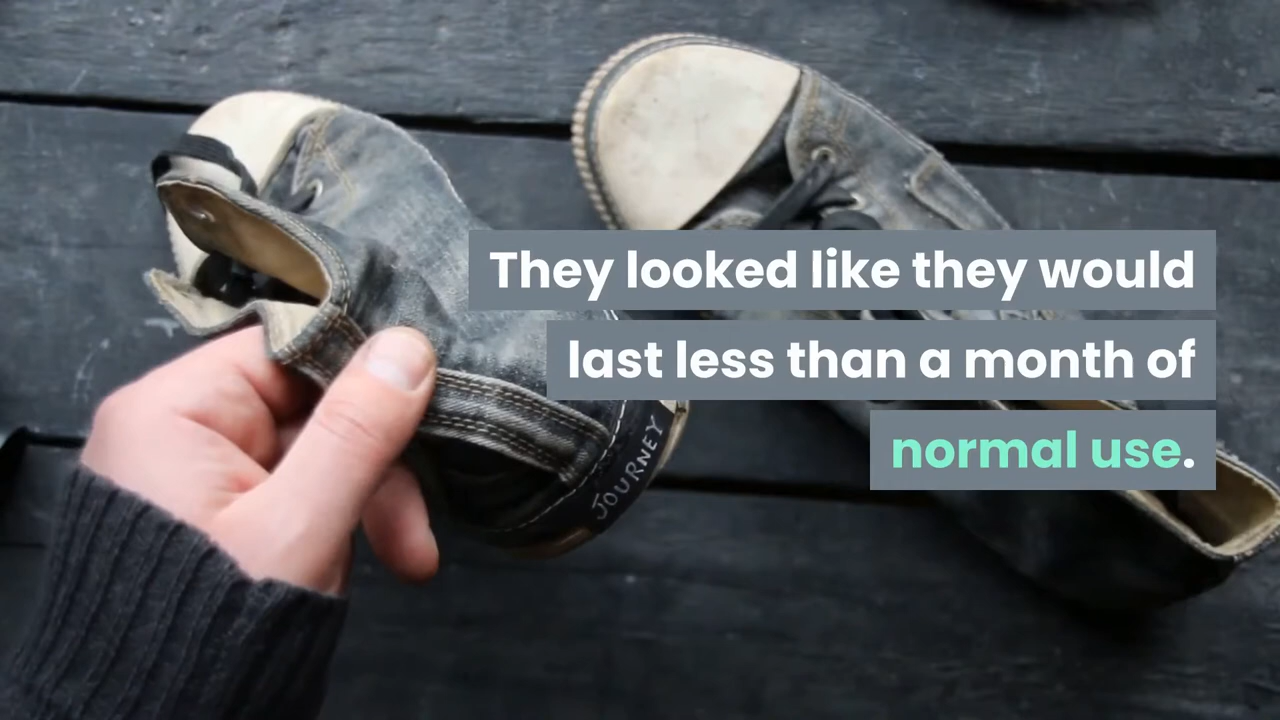 They looked like they would
last less than a month of
normal use.
JOURNEY